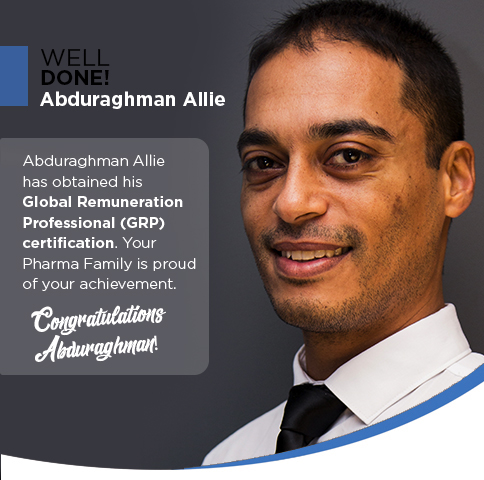 WELL
DONE!
Abduraghman Allie
Abduraghman Allie
has obtained his
Global Remuneration
Professional (GRP)
certification. Your
Pharma Family is proud
of your achievement.
Congratulations
Abduraghman!